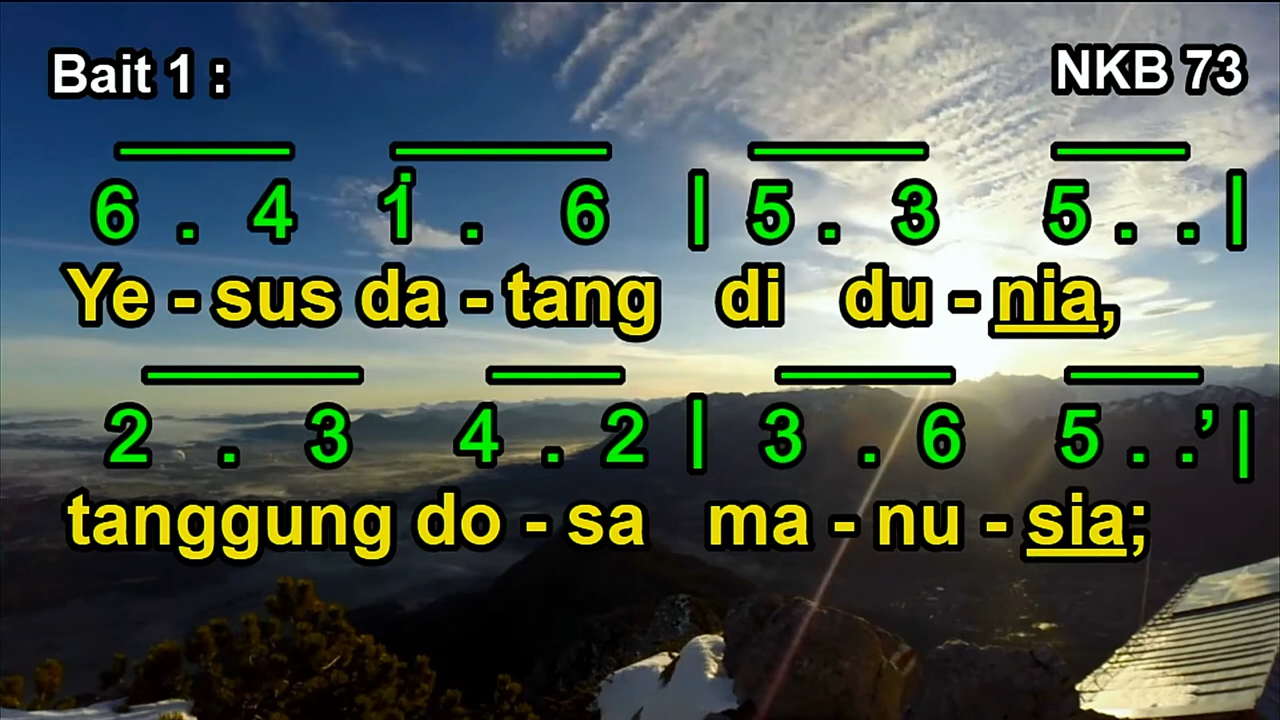 Bait 1 : NKB 73
6 . 4 1̇ . 6 | 5 . 3 5 . . |
Ye - sus da - tang di du - nia,
2 . 3 4 . 2 | 3 . 6 5 . .’ |
tanggung do - sa ma - nu - sia;